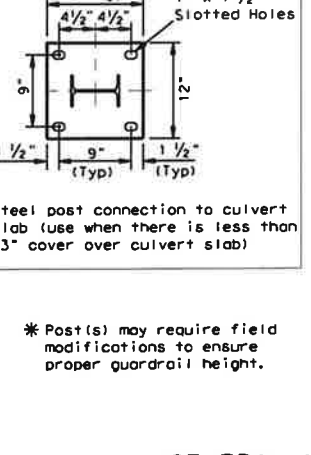 4½" 4½"
Slotted Holes
9"
12"
½"
9"
1 ½"
(Typ)
(Typ)
teel post connection to culvert
lab (use when there is less than
3" cover over culvert slab)
* Post(s) may require field
modifications to ensure
proper guardrail height.